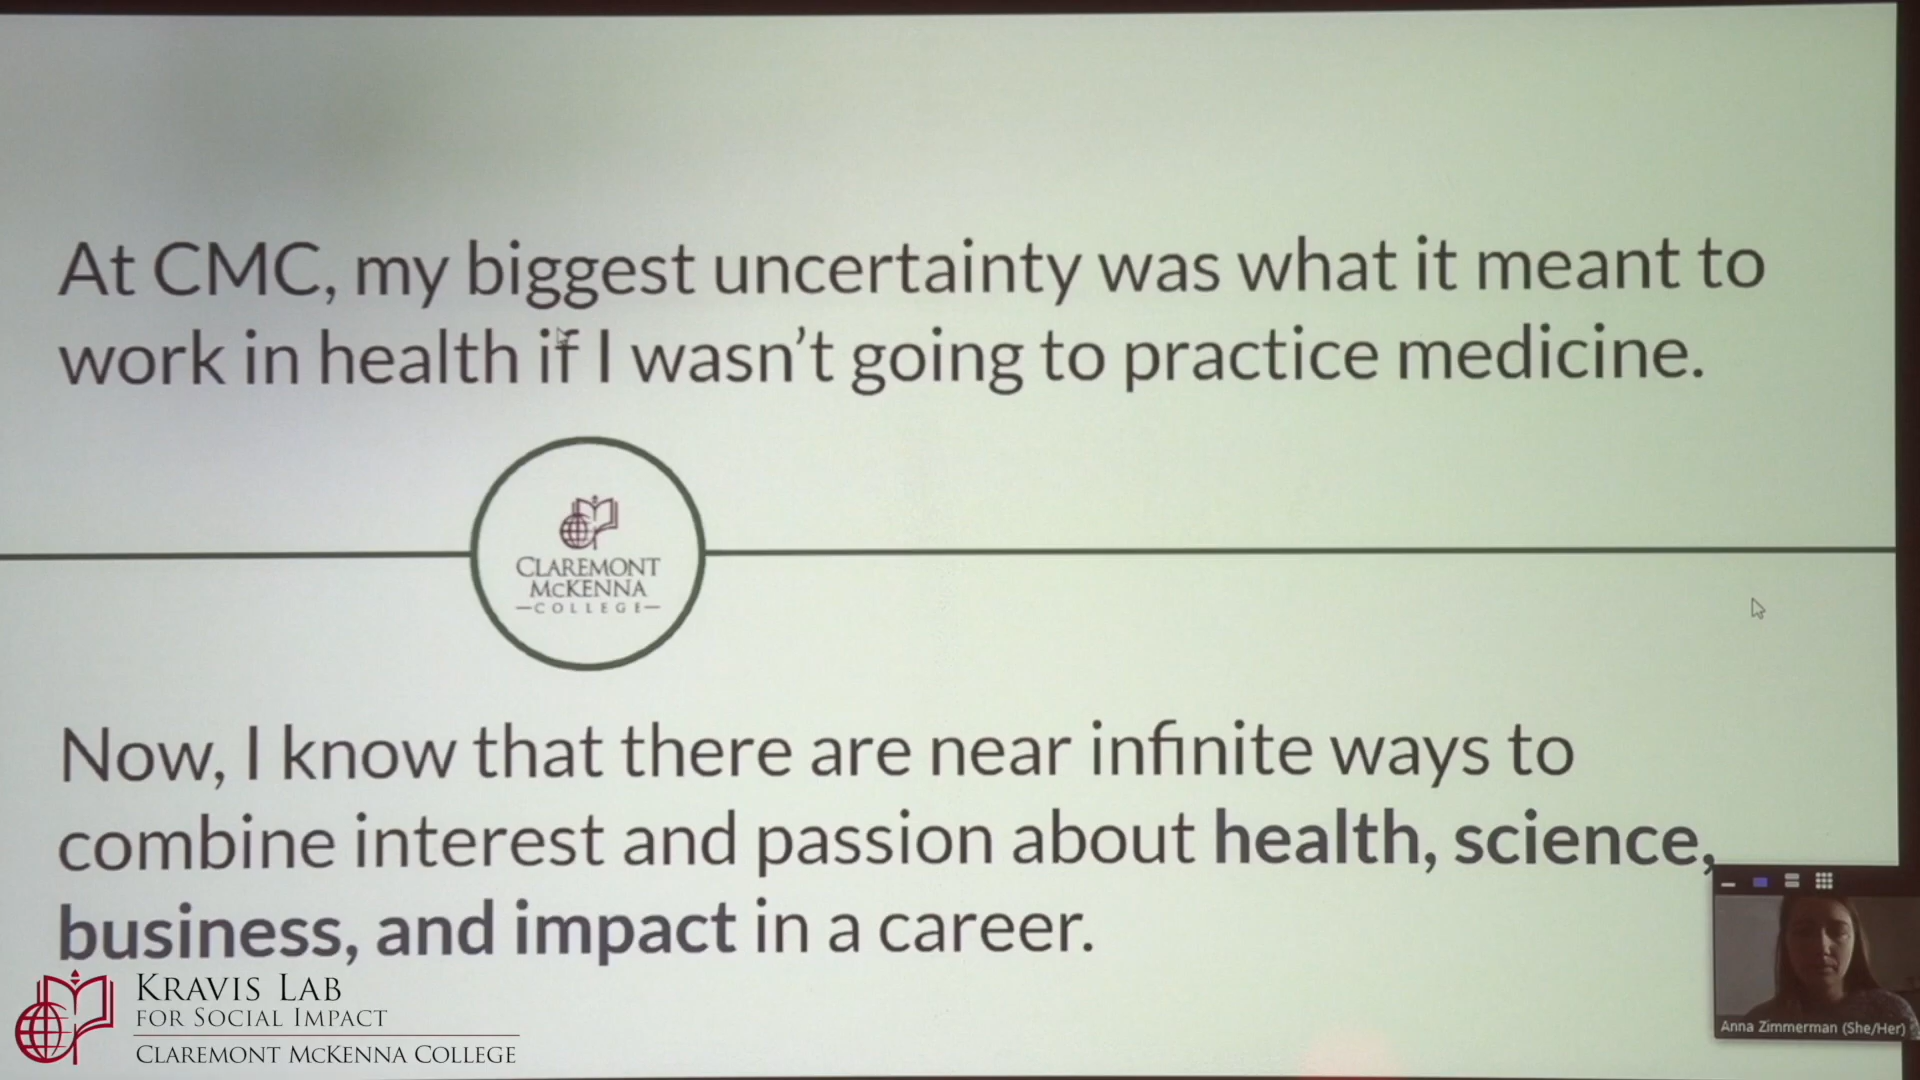 At CMC, my biggest uncertainty was what it meant to
work in health if I wasn't going to practice medicine.
CLAREMONT
MCKENNA
COLLEGE
Now, I know that there are near infinite ways to
combine interest and passion about health, science,
business, and impact in a career.
KRAVIS LAB
FOR SOCIAL IMPACT
CLAREMONT MCKENNA COLLEGE
Anna Zimmerman (She/Her)